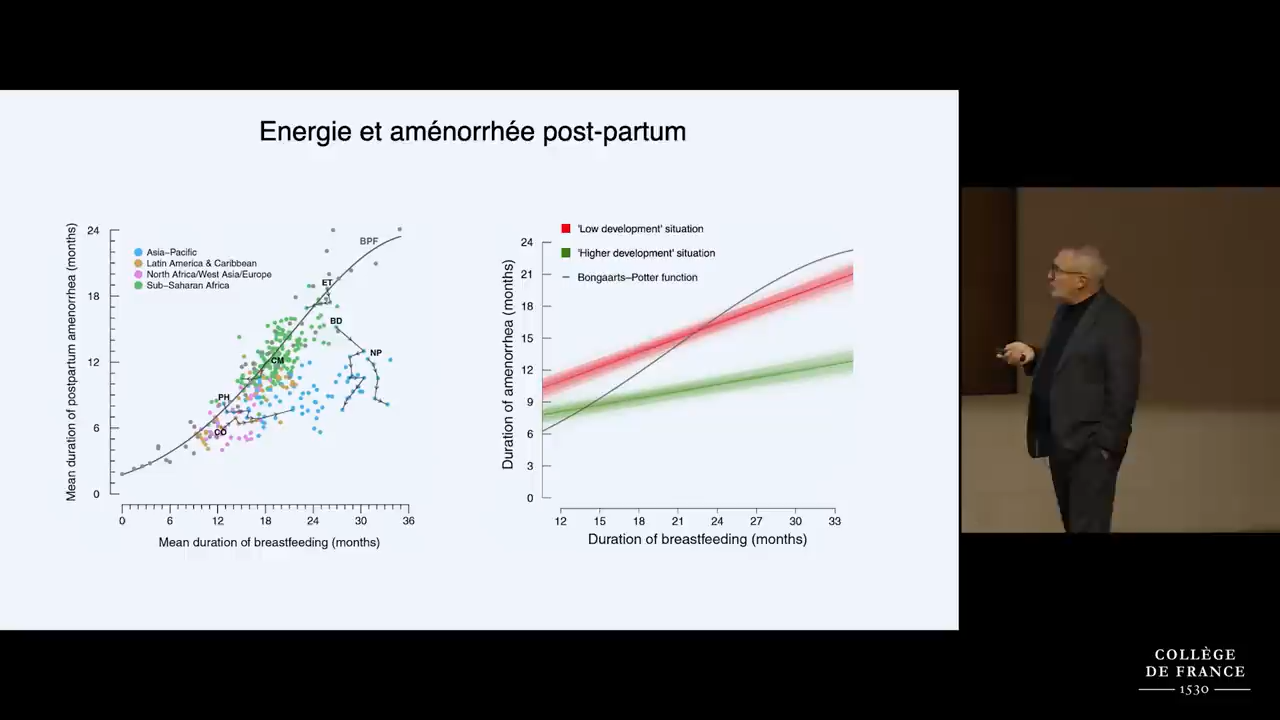 Energie et aménorrhée post-partum
Mean duration of postpartum amenorrhea (months)
24
18
12
6
0
Asia–Pacific
Latin America & Caribbean
North Africa/West Asia/Europe
Sub–Saharan Africa
BPF
ET
BD
NP
CM
PH
CO
0 6 12 18 24 30 36
Mean duration of breastfeeding (months)
'Low development' situation
'Higher development' situation
Bongaarts–Potter function
Duration of amenorrhea (months)
24
21
18
15
12
9
6
3
0
12 15 18 21 24 27 30 33
Duration of breastfeeding (months)
COLLÈGE
DE FRANCE
1530